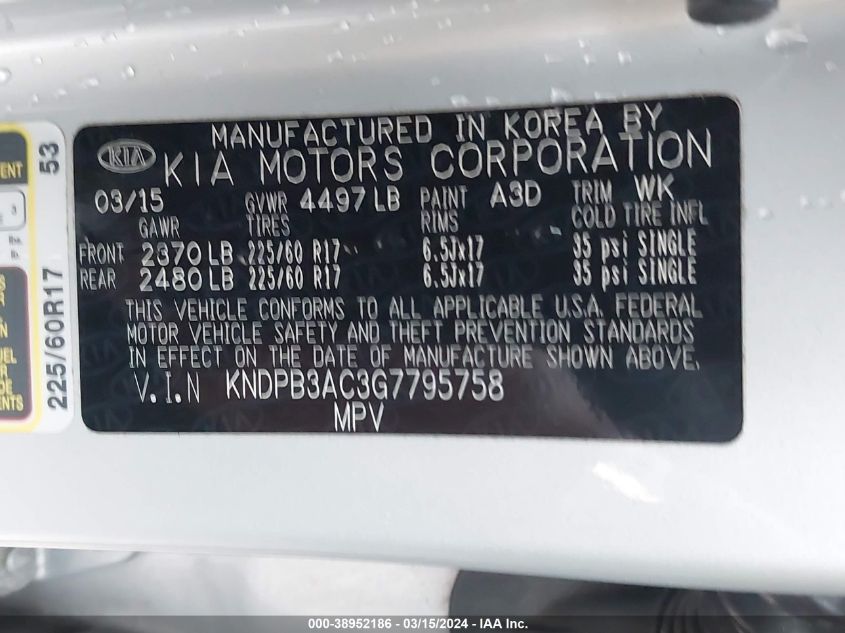 KIA
MANUFACTURED IN KOREA BY
KIA MOTORS CORPORATION
03/15 GVWR 4497 LB PAINT A3D TRIM WK
GAWR TIRES RIMS COLD TIRE INFL
FRONT 2370 LB 225/60 R17 6.5Jx17 35 psi SINGLE
REAR 2480 LB 225/60 R17 6.5Jx17 35 psi SINGLE
THIS VEHICLE CONFORMS TO ALL APPLICABLE U.S.A. FEDERAL
MOTOR VEHICLE SAFETY AND THEFT PREVENTION STANDARDS
IN EFFECT ON THE DATE OF MANUFACTURE SHOWN ABOVE.
V.I.N KNDPB3AC3G7795758
MPV
53
225/60R17
3
000-38952186 - 03/15/2024 - IAAI.com